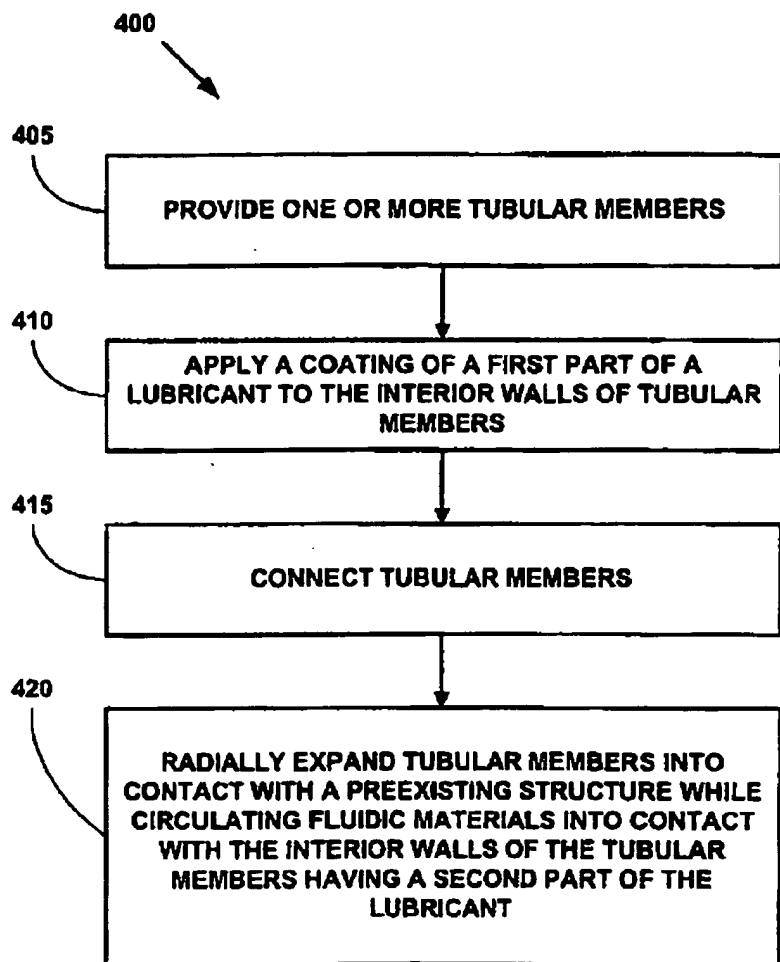 400
405
PROVIDE ONE OR MORE TUBULAR MEMBERS
410
APPLY A COATING OF A FIRST PART OF A
LUBRICANT TO THE INTERIOR WALLS OF TUBULAR
MEMBERS
415
CONNECT TUBULAR MEMBERS
420
RADIALLY EXPAND TUBULAR MEMBERS INTO
CONTACT WITH A PREEXISTING STRUCTURE WHILE
CIRCULATING FLUIDIC MATERIALS INTO CONTACT
WITH THE INTERIOR WALLS OF THE TUBULAR
MEMBERS HAVING A SECOND PART OF THE
LUBRICANT